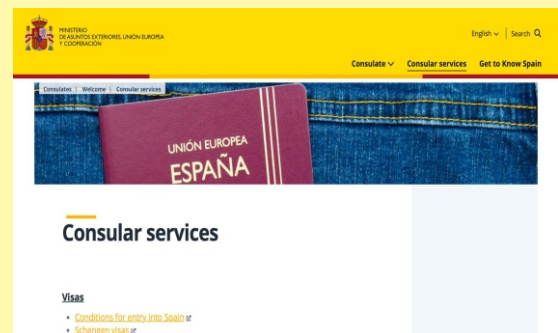 MINISTERIO
DE ASUNTOS EXTERIORES, UNIÓN EUROPEA
Y COOPERACIÓN
English
Search
Consulate
Consular services
Get to Know Spain
Consulates | Welcome | Consular services
UNIÓN EUROPEA
ESPAÑA
Consular services
Visas
• Conditions for entry into Spain
• Schengen visas